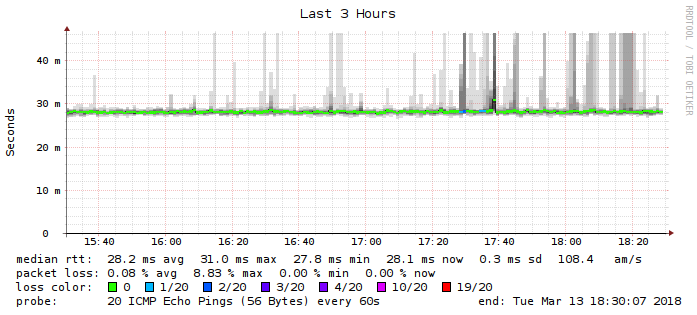 Last 3 Hours
RRDTOOL / TOBI OETIKER
Seconds
40 m
30 m
20 m
10 m
0
15:40 16:00 16:20 16:40 17:00 17:20 17:40 18:00 18:20
median rtt: 28.2 ms avg 31.0 ms max 27.8 ms min 28.1 ms now 0.3 ms sd 108.4 am/s
packet loss: 0.08 % avg 8.83 % max 0.00 % min 0.00 % now
loss color: 0 1/20 2/20 3/20 4/20 10/20 19/20
probe: 20 ICMP Echo Pings (56 Bytes) every 60s end: Tue Mar 13 18:30:07 2018